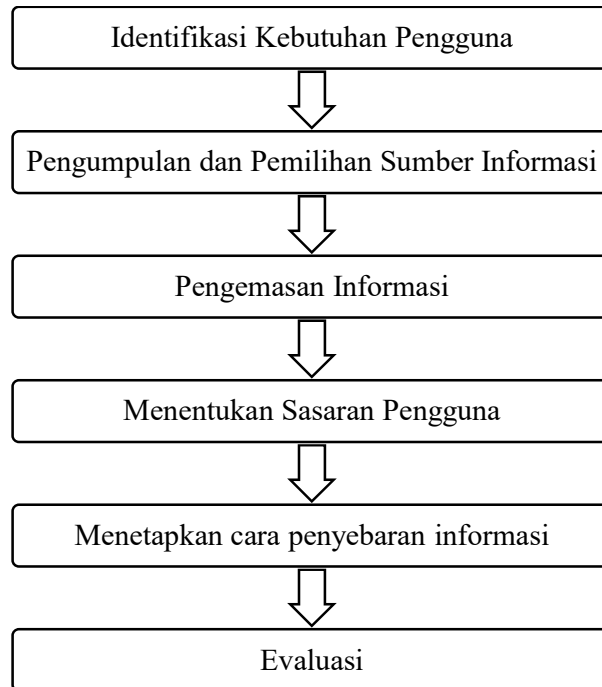 Identifikasi Kebutuhan Pengguna
Pengumpulan dan Pemilihan Sumber Informasi
Pengemasan Informasi
Menentukan Sasaran Pengguna
Menetapkan cara penyebaran informasi
Evaluasi